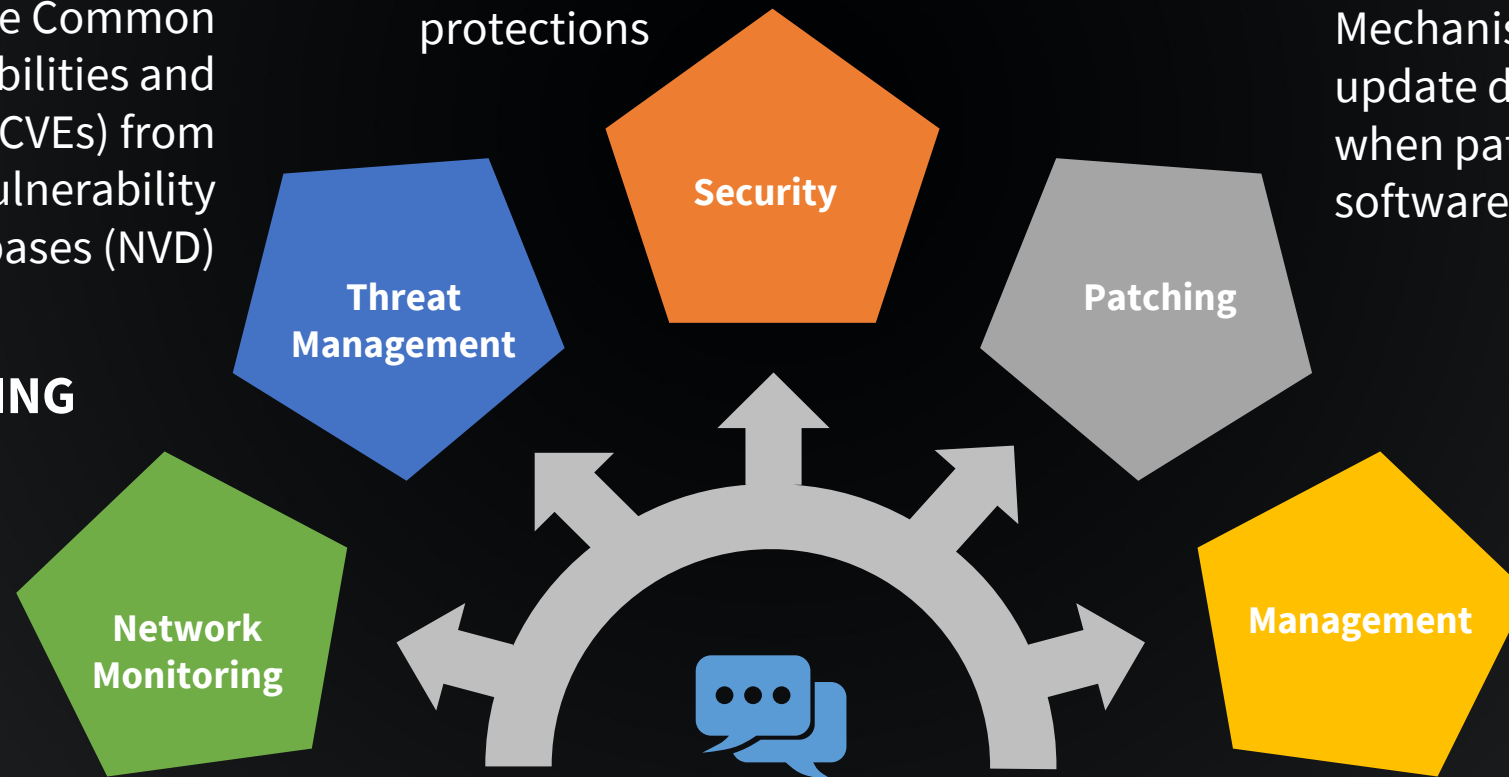 e Common
bilities and
CVEs) from
ulnerability
bases (NVD)
protections
Mechanis
update d
when pat
software
Security
Threat
Management
Patching
ING
Network
Monitoring
Management